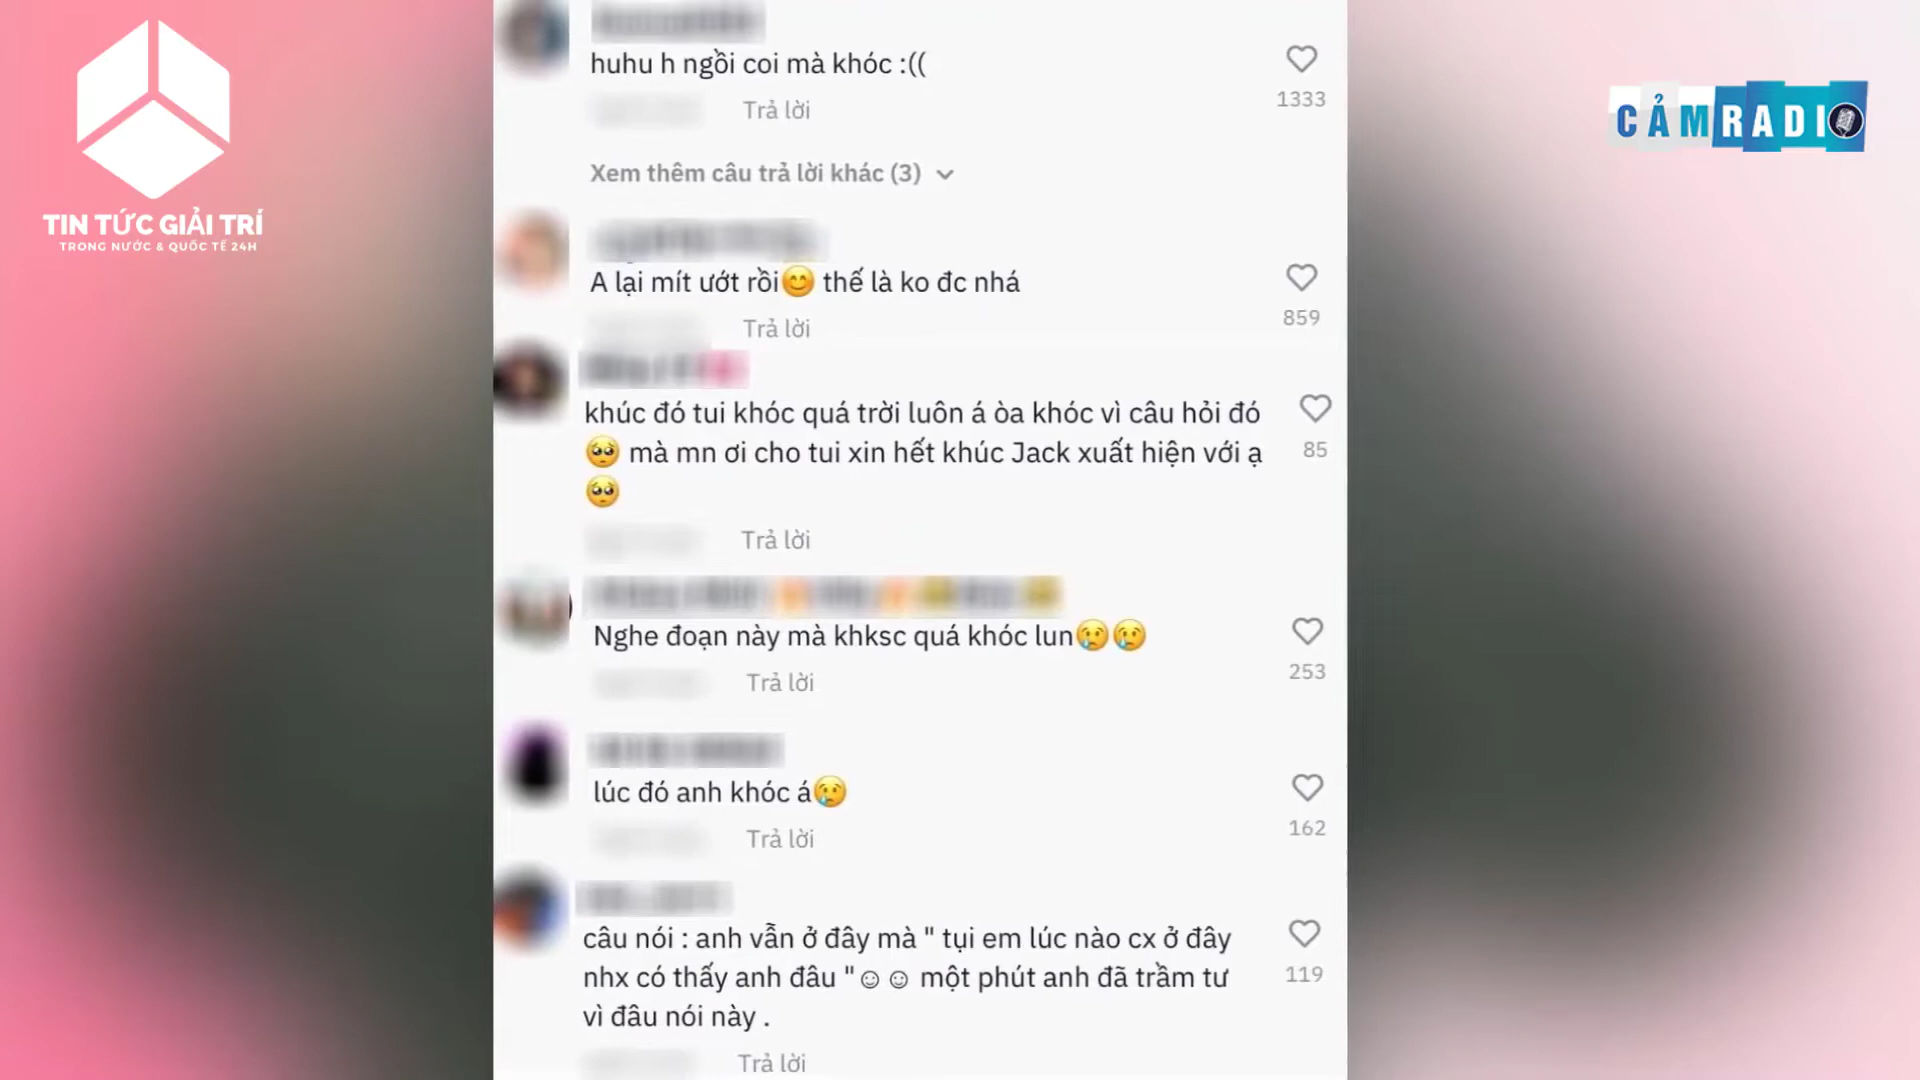 TIN TỨC GIẢI TRÍ
TRONG NƯỚC & QUỐC TẾ 24H
CẢMRADIO
huhu h ngồi coi mà khóc :((
1333
Trả lời
Xem thêm câu trả lời khác (3)
A lại mít ướt rồi😊 thế là ko đc nhá
859
Trả lời
khúc đó tui khóc quá trời luôn á òa khóc vì câu hỏi đó
🥺 mà mn ơi cho tui xin hết khúc Jack xuất hiện với ạ
🥺
85
Trả lời
Nghe đoạn này mà khksc quá khóc lun😢😢
253
Trả lời
lúc đó anh khóc á😢
162
Trả lời
câu nói : anh vẫn ở đây mà " tụi em lúc nào cx ở đây
nhx có thấy anh đâu "☺☺ một phút anh đã trầm tư
vì đâu nói này .
119
Trả lời